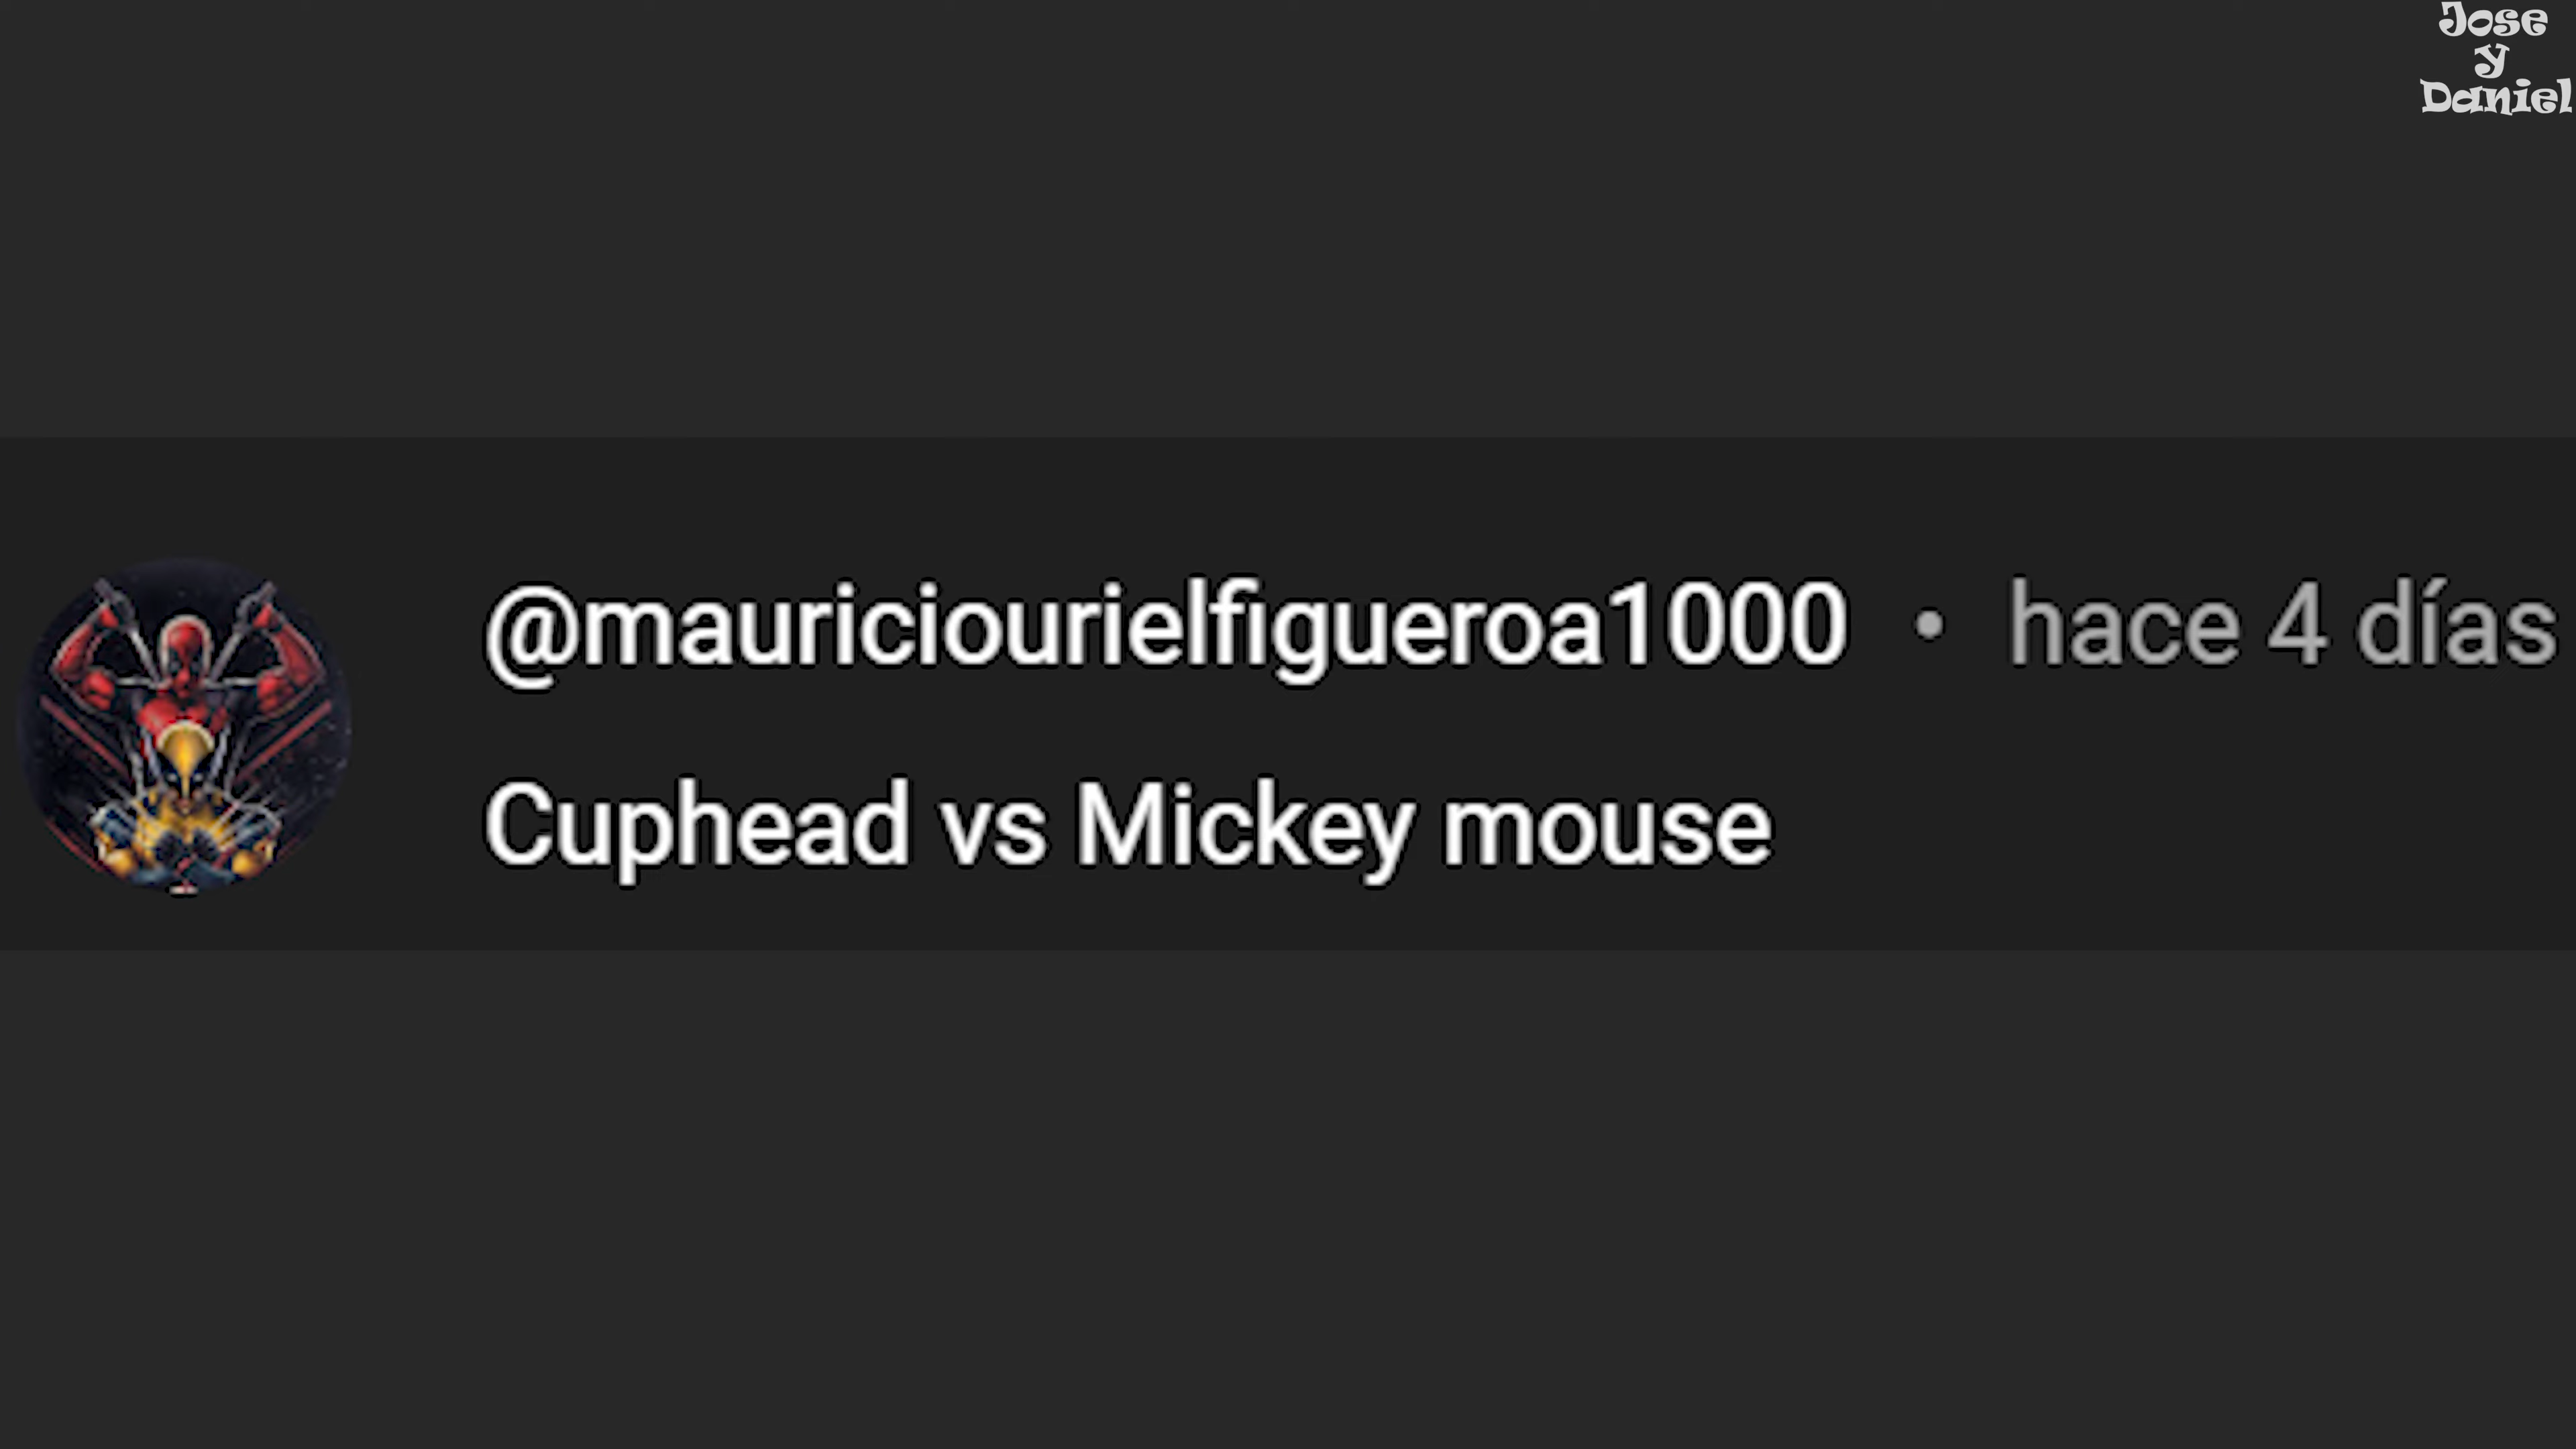 Jose
y
Daniel
@mauriciourielfigueroa1000 • hace 4 días
Cuphead vs Mickey mouse